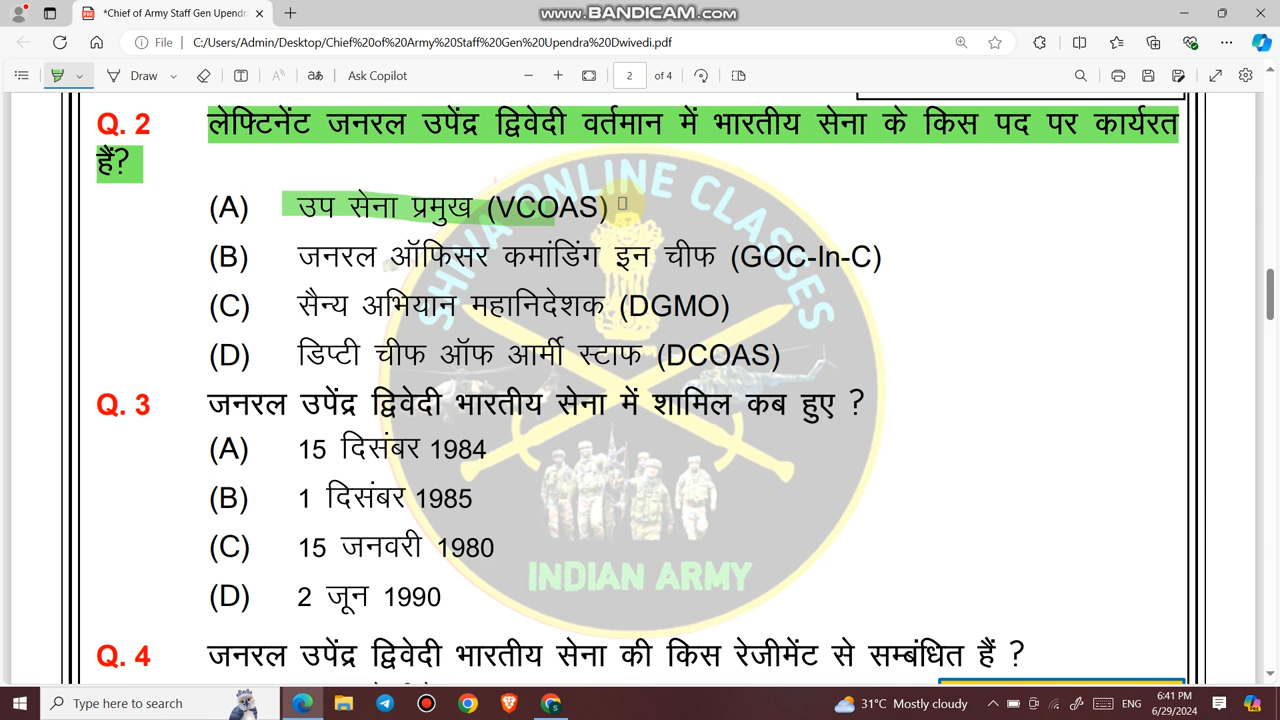 *Chief of Army Staff Gen Upendr
www.BANDICAM.com
File
C:/Users/Admin/Desktop/Chief%20of%20Army%20Staff%20Gen%20Upendra%20Dwivedi.pdf
Draw
Ask Copilot
2 of 4
Q. 2 लेफ्टिनेंट जनरल उपेंद्र द्विवेदी वर्तमान में भारतीय सेना के किस पद पर कार्यरत
हैं?
(A) उप सेना प्रमुख (VCOAS)
(B) जनरल ऑफिसर कमांडिंग इन चीफ (GOC-In-C)
(C) सैन्य अभियान महानिदेशक (DGMO)
(D) डिप्टी चीफ ऑफ आर्मी स्टाफ (DCOAS)
Q. 3 जनरल उपेंद्र द्विवेदी भारतीय सेना में शामिल कब हुए ?
(A) 15 दिसंबर 1984
(B) 1 दिसंबर 1985
(C) 15 जनवरी 1980
(D) 2 जून 1990
Q. 4 जनरल उपेंद्र द्विवेदी भारतीय सेना की किस रेजीमेंट से सम्बंधित हैं ?
SHIVA ONLINE CLASSES
INDIAN ARMY
Type here to search
31°C Mostly cloudy
ENG
6:41 PM
6/29/2024